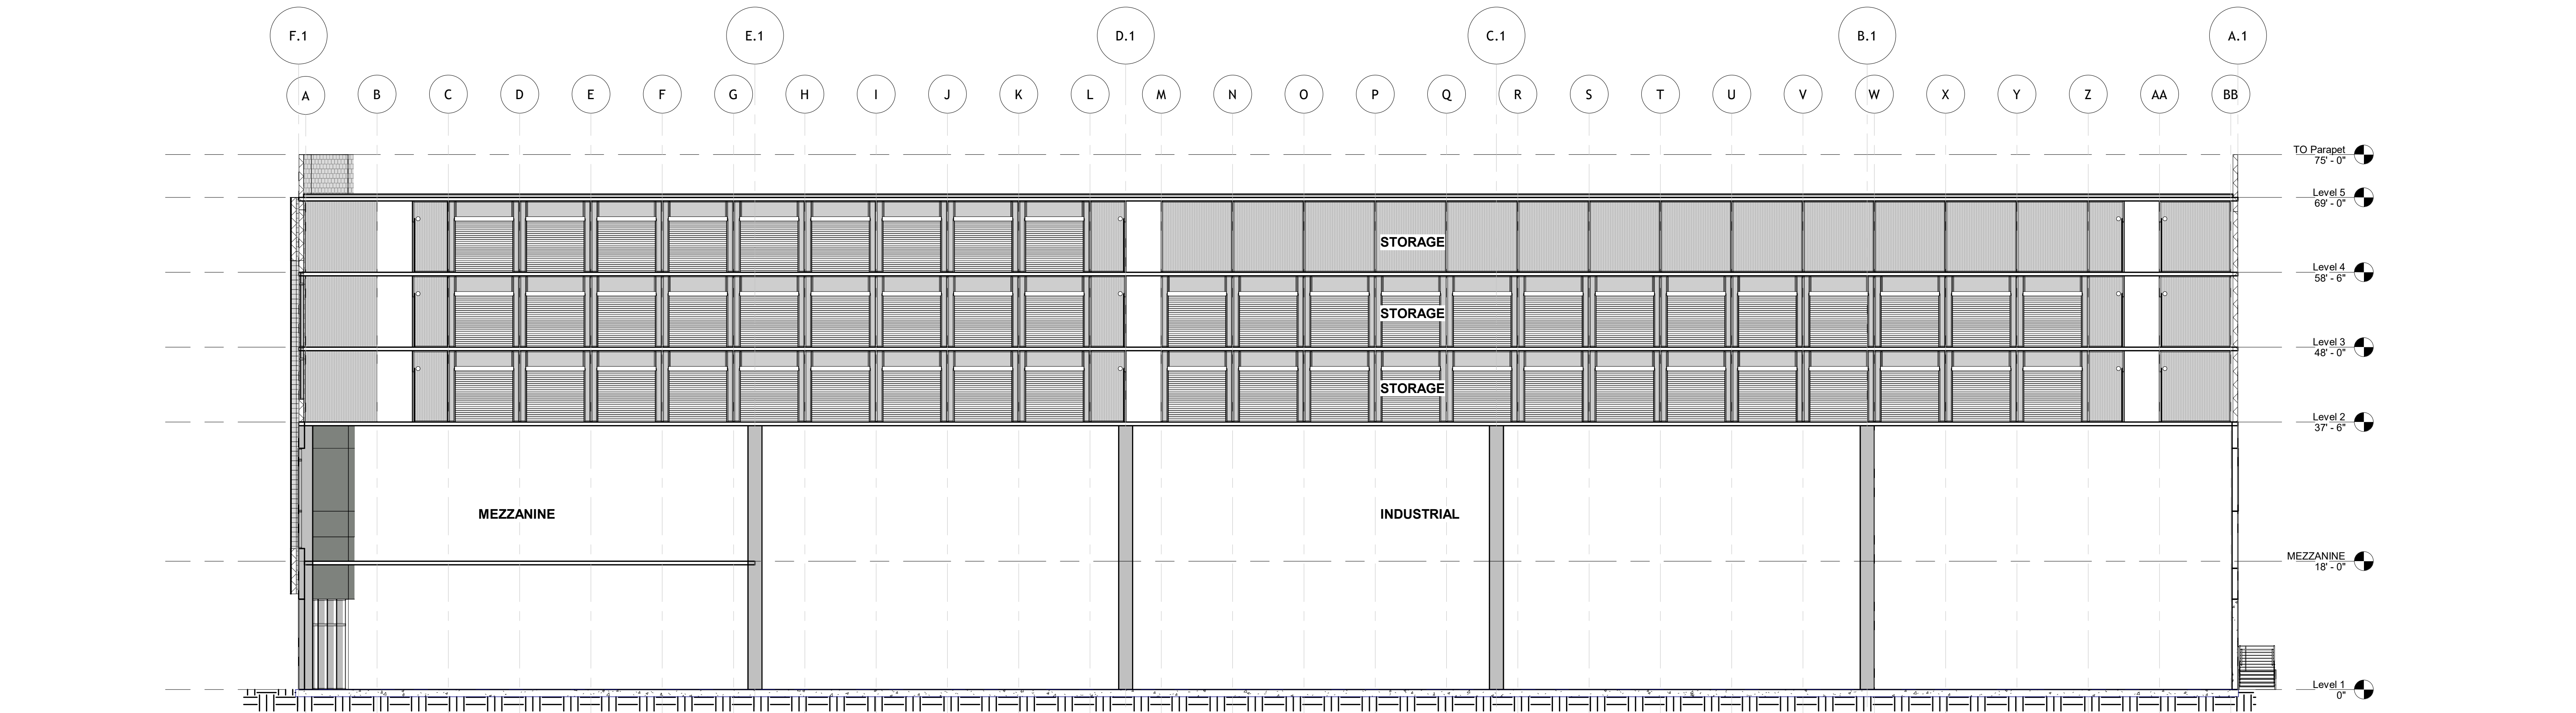 F.1 E.1 D.1 C.1 B.1 A.1
A B C D E F G H I J K L M N O P Q R S T U V W X Y Z AA BB
TO Parapet
75' - 0"
Level 5
69' - 0"
STORAGE
Level 4
58' - 6"
STORAGE
Level 3
48' - 0"
STORAGE
Level 2
37' - 6"
MEZZANINE INDUSTRIAL
MEZZANINE
18' - 0"
Level 1
0"